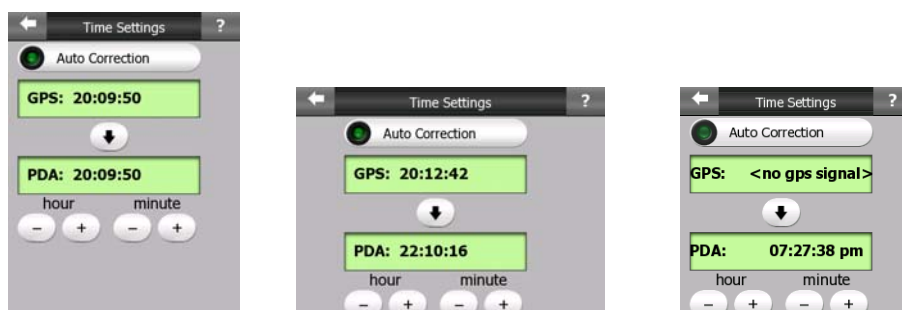 Time Settings ?
Auto Correction
GPS: 20:09:50
PDA: 20:09:50
hour minute
- + - +
Time Settings ?
Auto Correction
GPS: 20:12:42
PDA: 22:10:16
hour minute
- + - +
Time Settings ?
Auto Correction
GPS: <no gps signal>
PDA: 07:27:38 pm
hour minute
- + - +